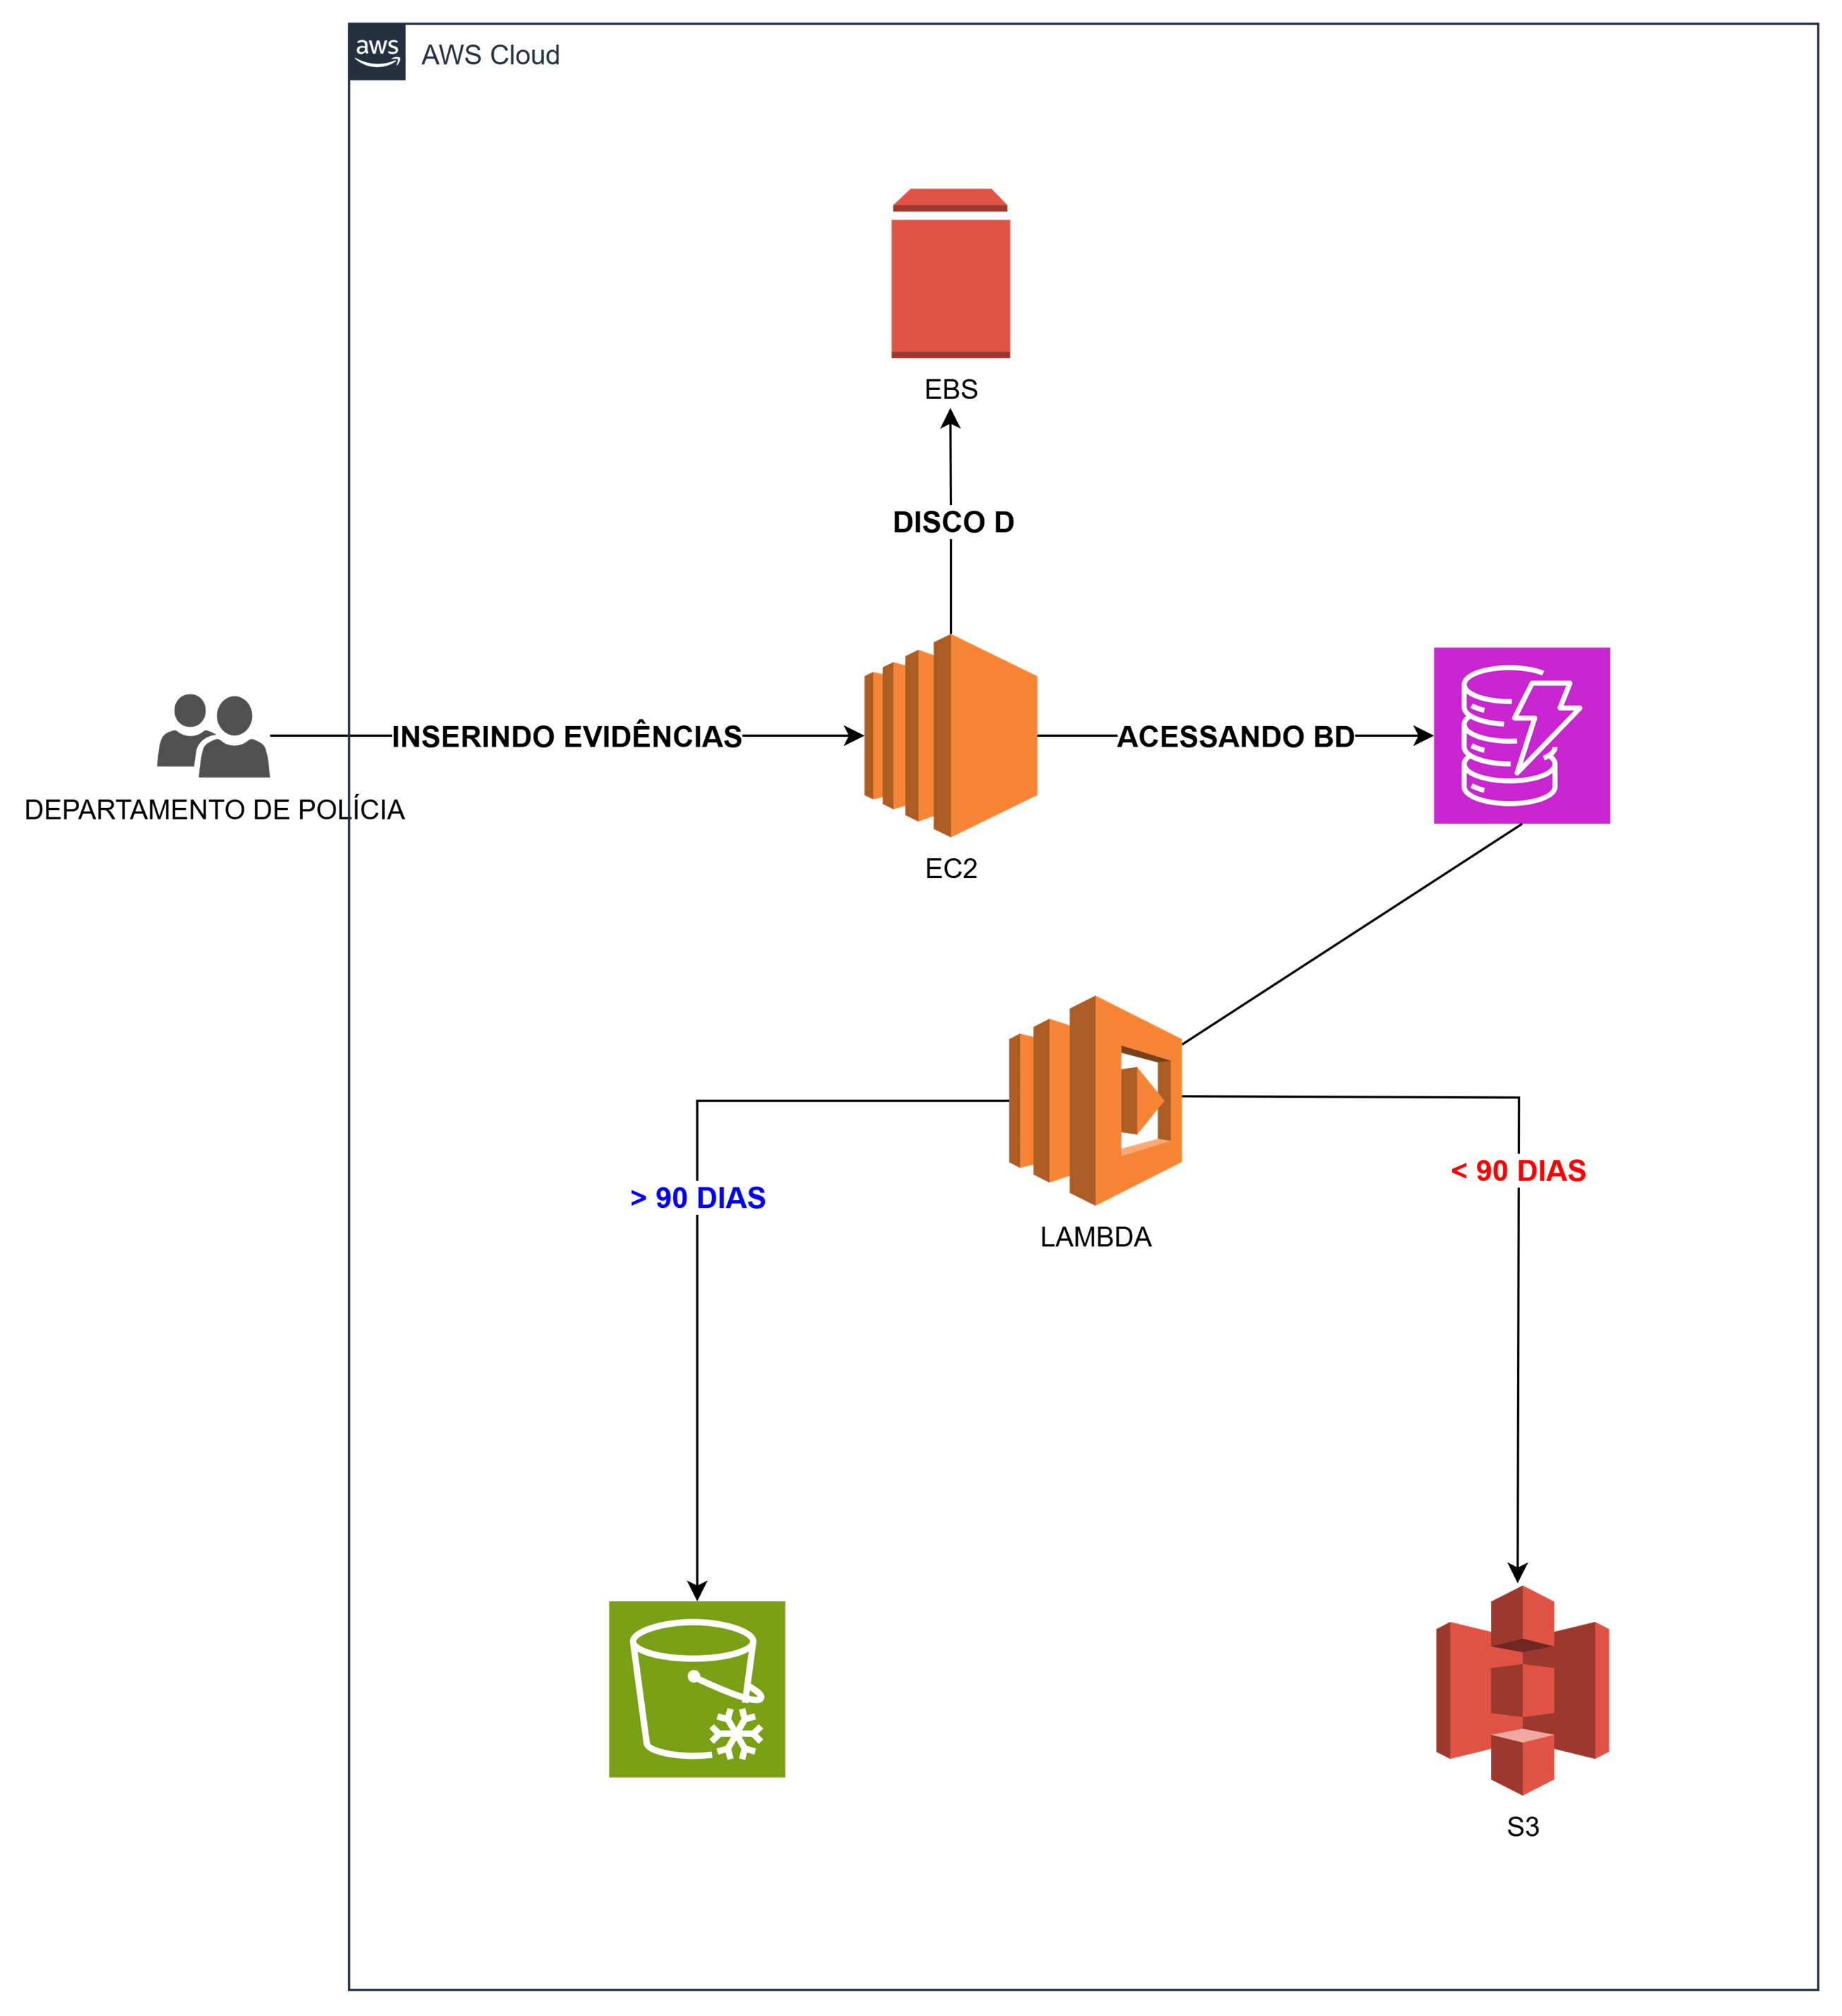 aws
AWS Cloud
EBS
DISCO D
INSERINDO EVIDÊNCIAS
ACESSANDO BD
DEPARTAMENTO DE POLÍCIA
EC2
< 90 DIAS
> 90 DIAS
LAMBDA
S3